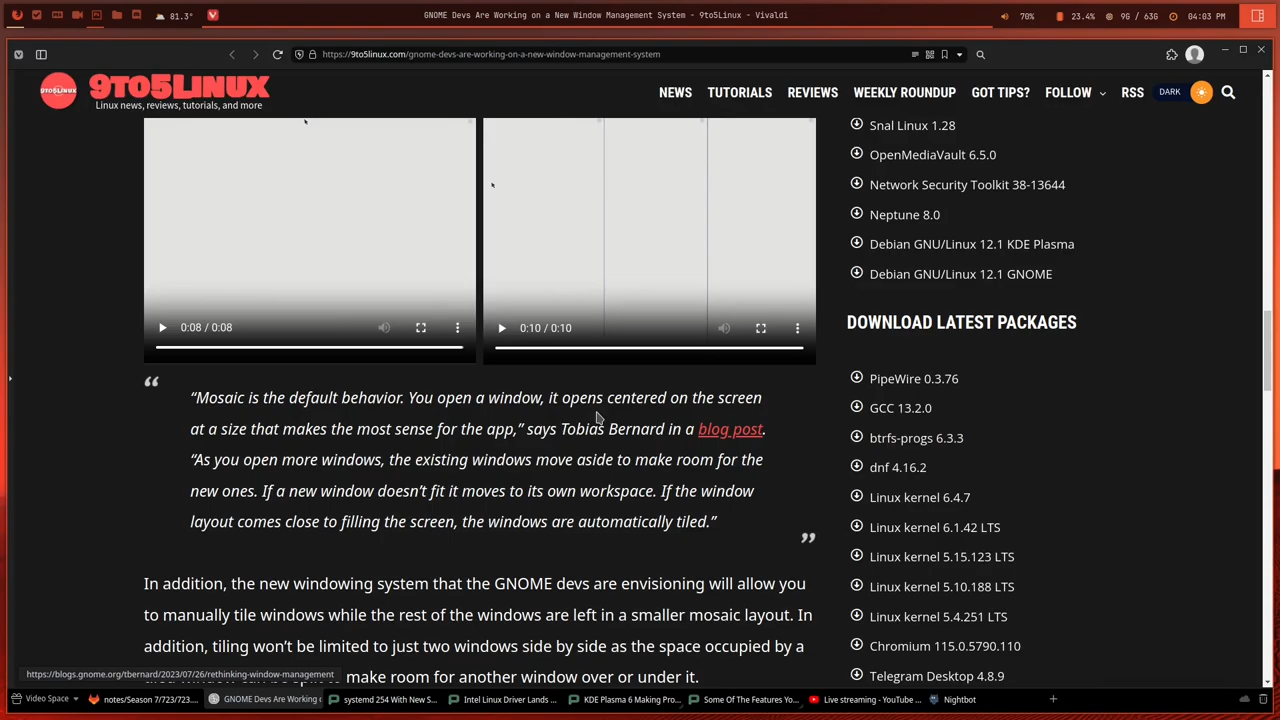 81.3°
GNOME Devs Are Working on a New Window Management System - 9to5Linux - Vivaldi
70%
23.4%
9G / 63G
04:03 PM
https://9to5linux.com/gnome-devs-are-working-on-a-new-window-management-system
9TO5LINUX
Linux news, reviews, tutorials, and more
NEWS TUTORIALS REVIEWS WEEKLY ROUNDUP GOT TIPS? FOLLOW RSS DARK
0:08 / 0:08
0:10 / 0:10
“
“Mosaic is the default behavior. You open a window, it opens centered on the screen
at a size that makes the most sense for the app,” says Tobias Bernard in a blog post.
“As you open more windows, the existing windows move aside to make room for the
new ones. If a new window doesn’t fit it moves to its own workspace. If the window
layout comes close to filling the screen, the windows are automatically tiled.”
”
In addition, the new windowing system that the GNOME devs are envisioning will allow you
to manually tile windows while the rest of the windows are left in a smaller mosaic layout. In
addition, tiling won’t be limited to just two windows side by side as the space occupied by a
make room for another window over or under it.
Snal Linux 1.28
OpenMediaVault 6.5.0
Network Security Toolkit 38-13644
Neptune 8.0
Debian GNU/Linux 12.1 KDE Plasma
Debian GNU/Linux 12.1 GNOME
DOWNLOAD LATEST PACKAGES
PipeWire 0.3.76
GCC 13.2.0
btrfs-progs 6.3.3
dnf 4.16.2
Linux kernel 6.4.7
Linux kernel 6.1.42 LTS
Linux kernel 5.15.123 LTS
Linux kernel 5.10.188 LTS
Linux kernel 5.4.251 LTS
Chromium 115.0.5790.110
Telegram Desktop 4.8.9
https://blogs.gnome.org/tbernard/2023/07/26/rethinking-window-management
Video Space
notes/Season 7/723/723...
GNOME Devs Are Working o
systemd 254 With New S...
Intel Linux Driver Lands ...
KDE Plasma 6 Making Pro...
Some Of The Features Yo...
Live streaming - YouTube ...
Nightbot